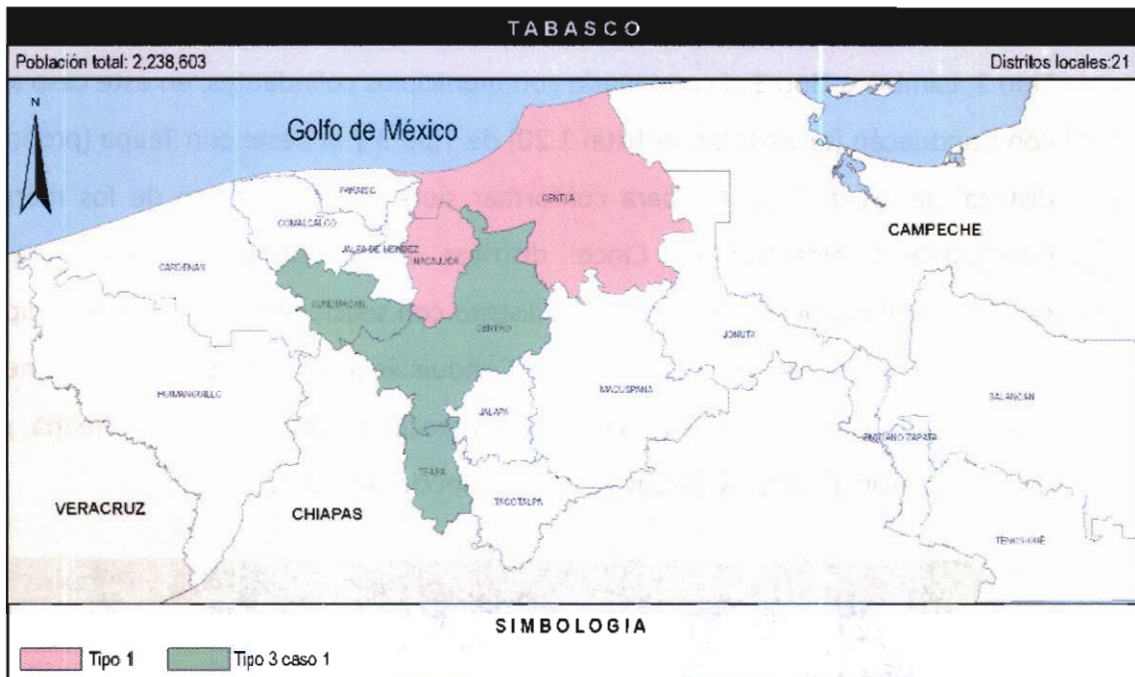 TABASCO
Población total: 2,238,603
Distritos locales:21
N
Golfo de México
PARAISO
CENTLA
COMALCALCO
CAMPECHE
JALPA DE MENDEZ
NACAJUCA
CARDENAS
CUNDUACAN
CENTRO
JONUTA
HUIMANGUILLO
JALAPA
MACUSPANA
BALANCAN
EMILIANO ZAPATA
TEAPA
VERACRUZ
CHIAPAS
TACOTALPA
TENOSIQUE
SIMBOLOGIA
Tipo 1
Tipo 3 caso 1